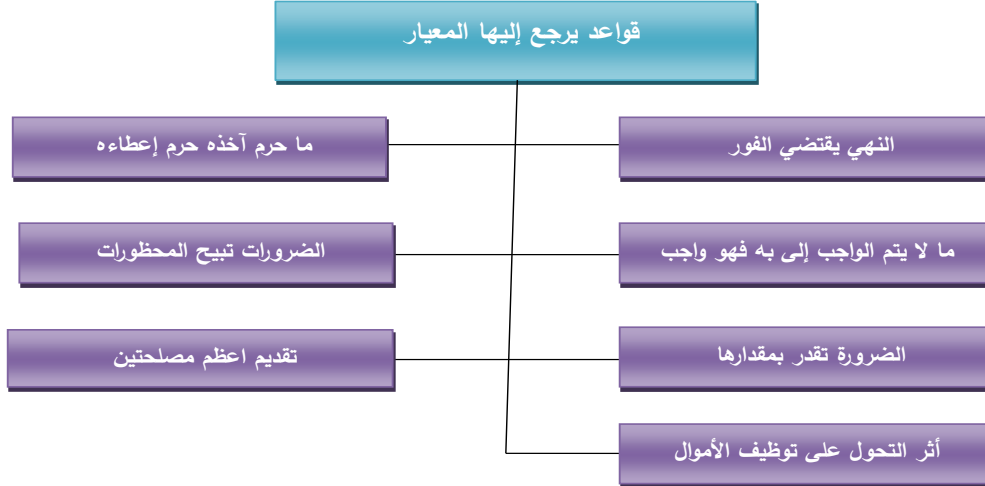 قواعد يرجع إليها المعيار
النهي يقتضي الفور
ما حرم آخذه حرم إعطاءه
ما لا يتم الواجب إلى به فهو واجب
الضرورات تبيح المحظورات
الضرورة تقدر بمقدارها
تقديم اعظم مصلحتين
أثر التحول على توظيف الأموال